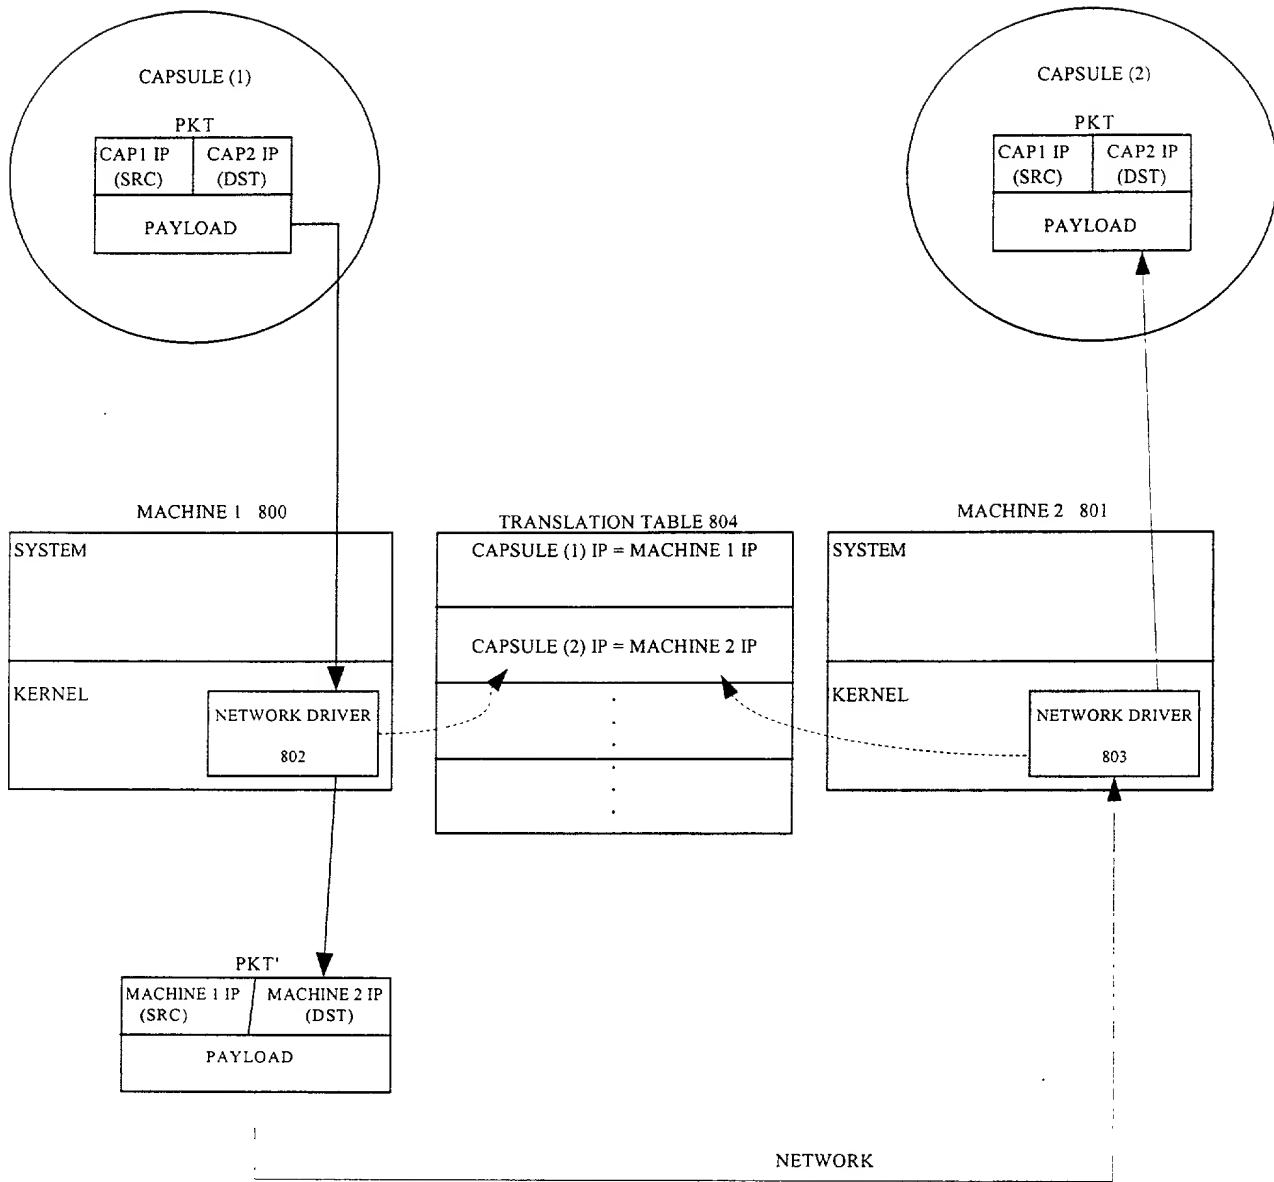 CAPSULE (1)
PKT
CAP1 IP
(SRC)
CAP2 IP
(DST)
PAYLOAD
CAPSULE (2)
PKT
CAP1 IP
(SRC)
CAP2 IP
(DST)
PAYLOAD
MACHINE 1 800
SYSTEM
KERNEL
NETWORK DRIVER
802
TRANSLATION TABLE 804
CAPSULE (1) IP = MACHINE 1 IP
CAPSULE (2) IP = MACHINE 2 IP
MACHINE 2 801
SYSTEM
KERNEL
NETWORK DRIVER
803
PKT'
MACHINE 1 IP
(SRC)
MACHINE 2 IP
(DST)
PAYLOAD
NETWORK